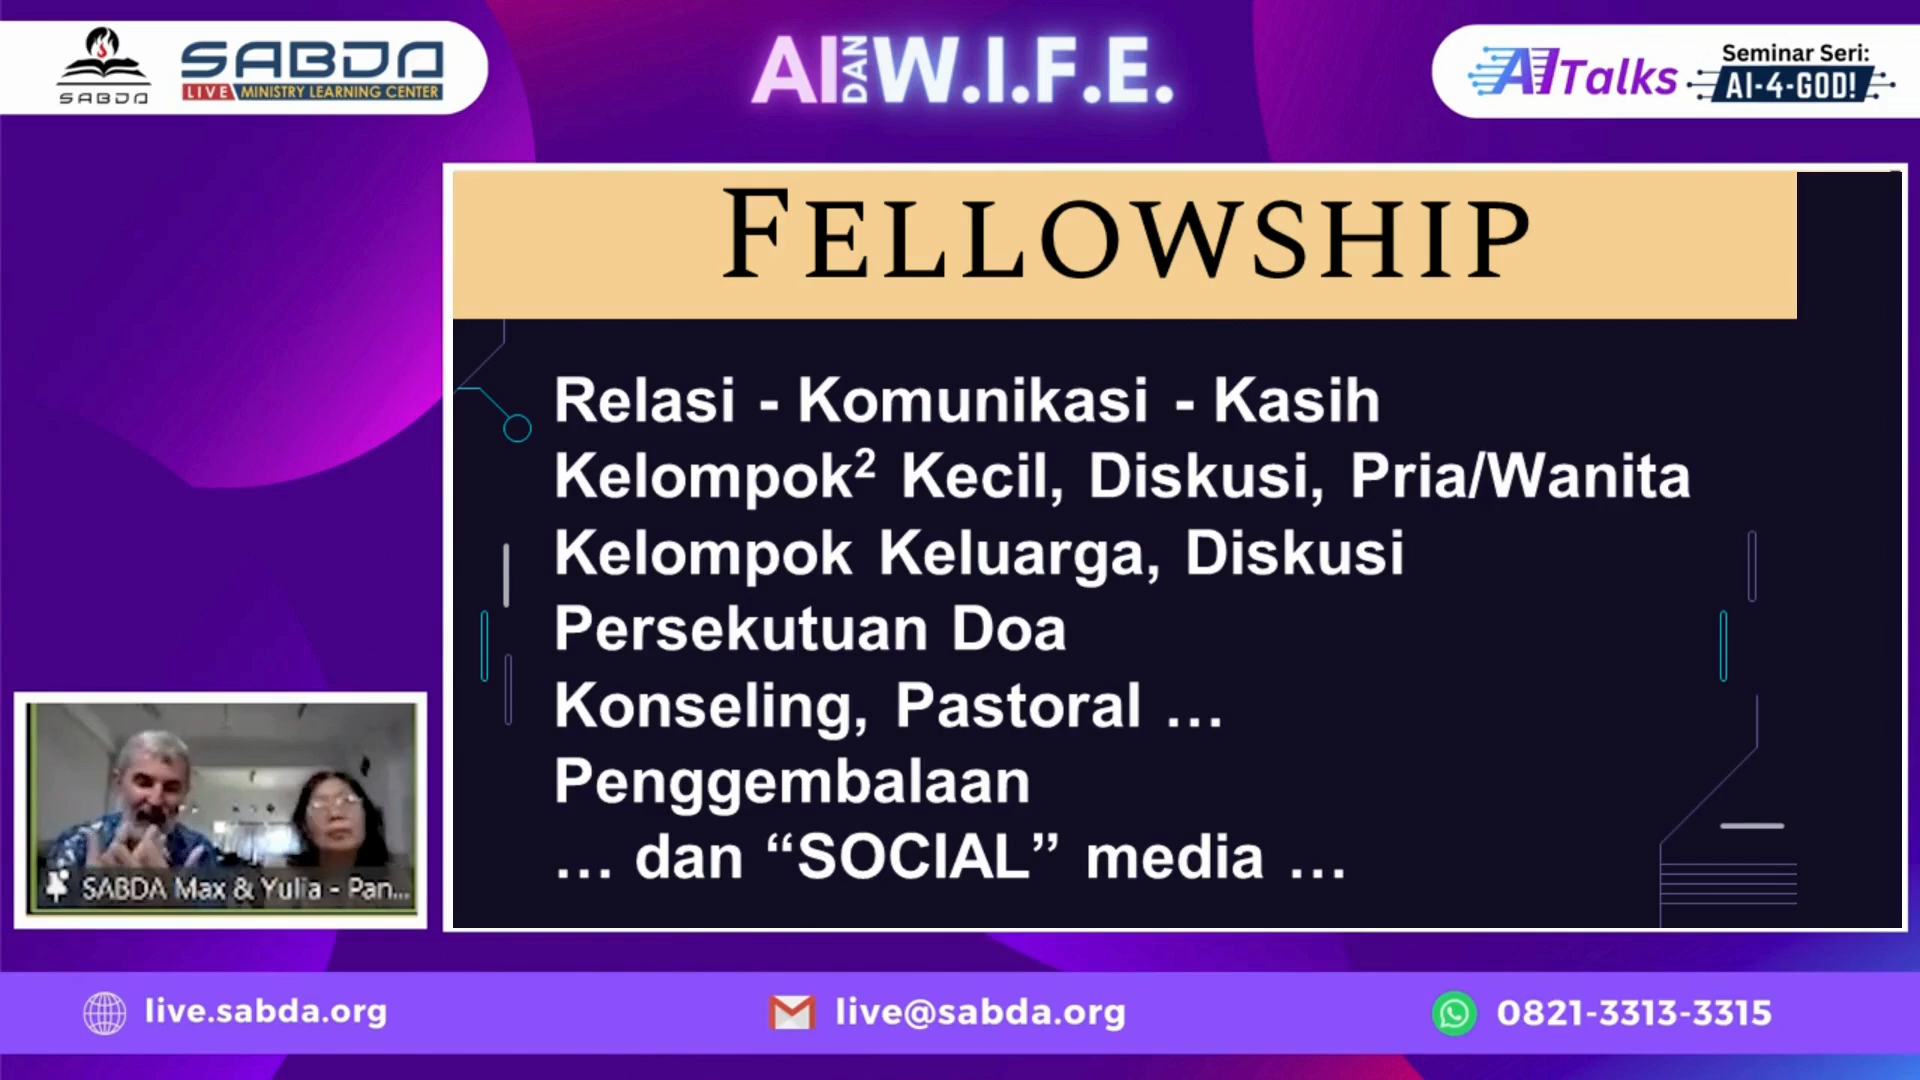 SABDA
SABDA
LIVE MINISTRY LEARNING CENTER
AI DAN W.I.F.E.
AI Talks
Seminar Seri:
AI-4-GOD!
FELLOWSHIP
Relasi - Komunikasi - Kasih
Kelompok² Kecil, Diskusi, Pria/Wanita
Kelompok Keluarga, Diskusi
Persekutuan Doa
Konseling, Pastoral ...
Penggembalaan
... dan “SOCIAL” media ...
SABDA Max & Yulia - Pan...
live.sabda.org
live@sabda.org
0821-3313-3315